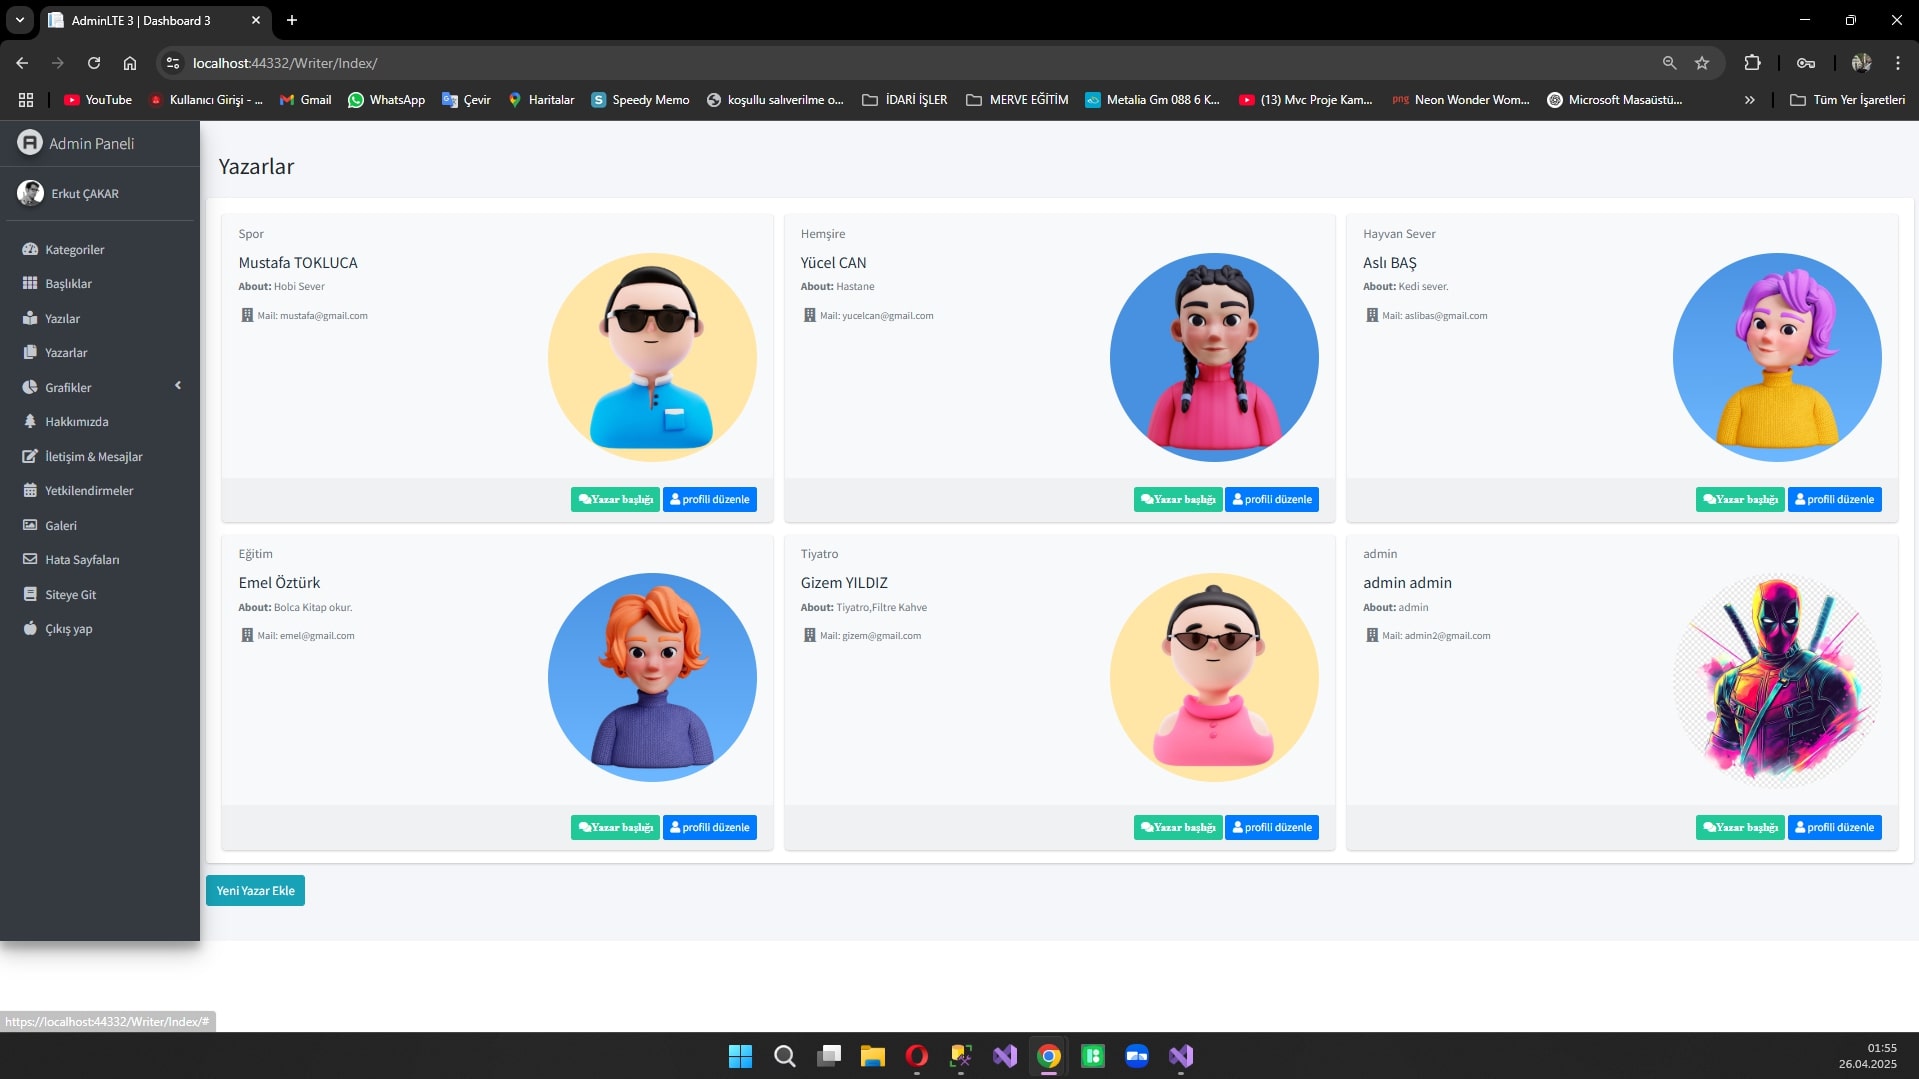 AdminLTE 3 | Dashboard 3
localhost:44332/Writer/Index/
YouTube
Kullanıcı Girişi - ...
Gmail
WhatsApp
Çevir
Haritalar
Speedy Memo
koşullu salıverilme o...
İDARİ İŞLER
MERVE EĞİTİM
Metalia Gm 088 6 K...
(13) Mvc Proje Kam...
png Neon Wonder Wom...
Microsoft Masaüstü...
Tüm Yer İşaretleri
Admin Paneli
Erkut ÇAKAR
Kategoriler
Başlıklar
Yazılar
Yazarlar
Grafikler
Hakkımızda
İletişim & Mesajlar
Yetkilendirmeler
Galeri
Hata Sayfaları
Siteye Git
Çıkış yap
Yazarlar
Spor
Mustafa TOKLUCA
About: Hobi Sever
Mail: mustafa@gmail.com
Yazar başlığı
profili düzenle
Hemşire
Yücel CAN
About: Hastane
Mail: yucelcan@gmail.com
Yazar başlığı
profili düzenle
Hayvan Sever
Aslı BAŞ
About: Kedi sever.
Mail: aslibas@gmail.com
Yazar başlığı
profili düzenle
Eğitim
Emel Öztürk
About: Bolca Kitap okur.
Mail: emel@gmail.com
Yazar başlığı
profili düzenle
Tiyatro
Gizem YILDIZ
About: Tiyatro,Filtre Kahve
Mail: gizem@gmail.com
Yazar başlığı
profili düzenle
admin
admin admin
About: admin
Mail: admin2@gmail.com
Yazar başlığı
profili düzenle
Yeni Yazar Ekle
https://localhost:44332/Writer/Index/#
01:55
26.04.2025